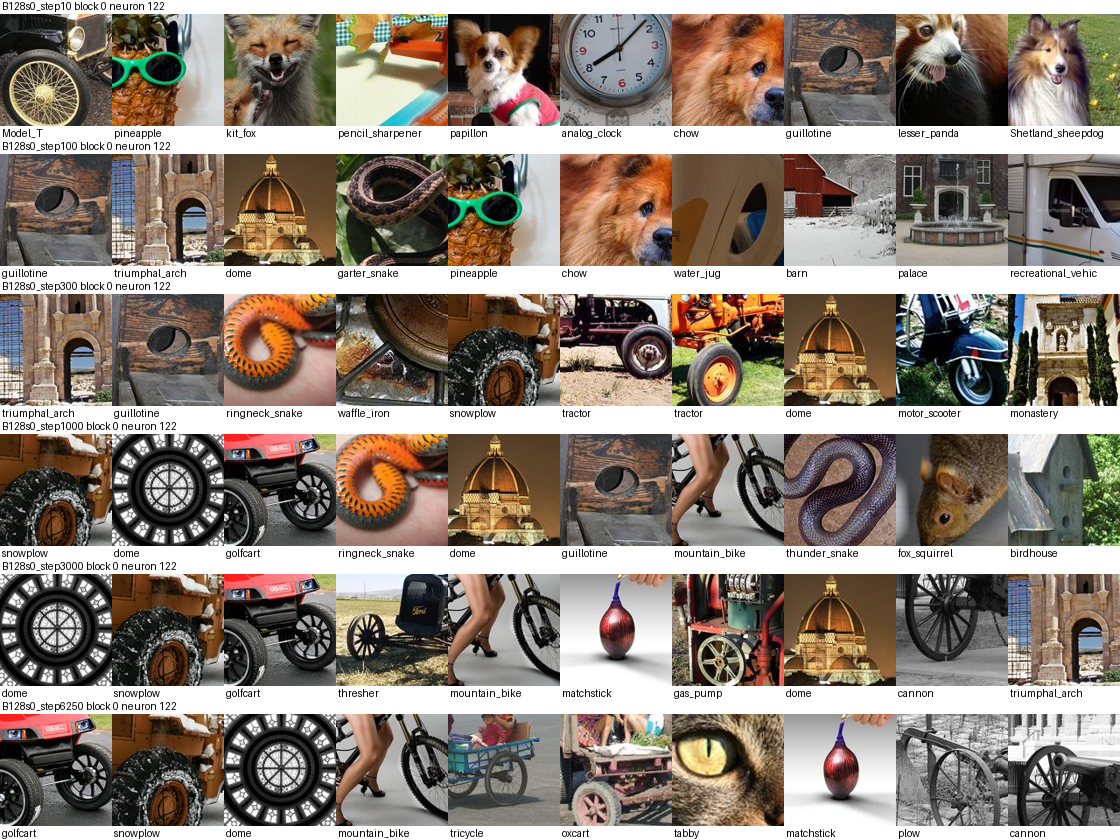 B128s0_step10 block 0 neuron 122
Model_T pineapple kit_fox pencil_sharpener papillon analog_clock chow guillotine lesser_panda Shetland_sheepdog
B128s0_step100 block 0 neuron 122
guillotine triumphal_arch dome garter_snake pineapple chow water_jug barn palace recreational_vehic
B128s0_step300 block 0 neuron 122
triumphal_arch guillotine ringneck_snake waffle_iron snowplow tractor tractor dome motor_scooter monastery
B128s0_step1000 block 0 neuron 122
snowplow dome golfcart ringneck_snake dome guillotine mountain_bike thunder_snake fox_squirrel birdhouse
B128s0_step3000 block 0 neuron 122
Ford
dome snowplow golfcart thresher mountain_bike matchstick gas_pump dome cannon triumphal_arch
B128s0_step6250 block 0 neuron 122
golfcart snowplow dome mountain_bike tricycle oxcart tabby matchstick plow cannon